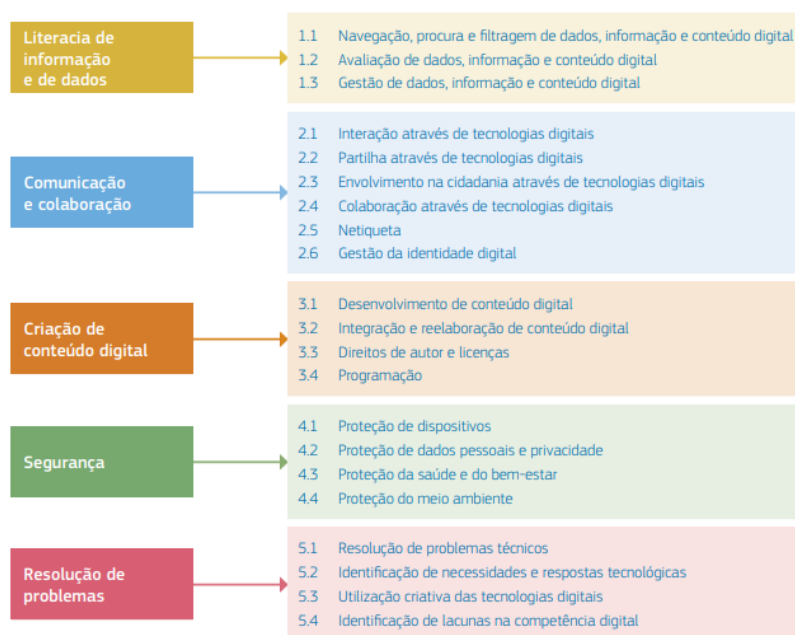 Literacia de
informação
e de dados
1.1 Navegação, procura e filtragem de dados, informação e conteúdo digital
1.2 Avaliação de dados, informação e conteúdo digital
1.3 Gestão de dados, informação e conteúdo digital
Comunicação
e colaboração
2.1 Interação através de tecnologias digitais
2.2 Partilha através de tecnologias digitais
2.3 Envolvimento na cidadania através de tecnologias digitais
2.4 Colaboração através de tecnologias digitais
2.5 Netiqueta
2.6 Gestão da identidade digital
Criação de
conteúdo digital
3.1 Desenvolvimento de conteúdo digital
3.2 Integração e reelaboração de conteúdo digital
3.3 Direitos de autor e licenças
3.4 Programação
Segurança
4.1 Proteção de dispositivos
4.2 Proteção de dados pessoais e privacidade
4.3 Proteção da saúde e do bem-estar
4.4 Proteção do meio ambiente
Resolução de
problemas
5.1 Resolução de problemas técnicos
5.2 Identificação de necessidades e respostas tecnológicas
5.3 Utilização criativa das tecnologias digitais
5.4 Identificação de lacunas na competência digital